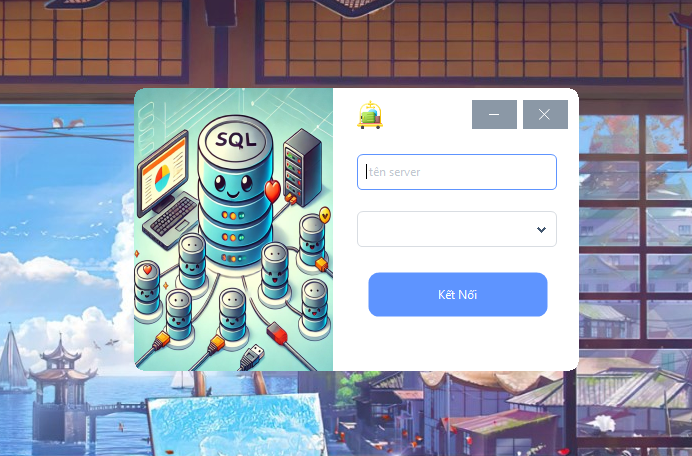 SQL
tên server
Kết Nối